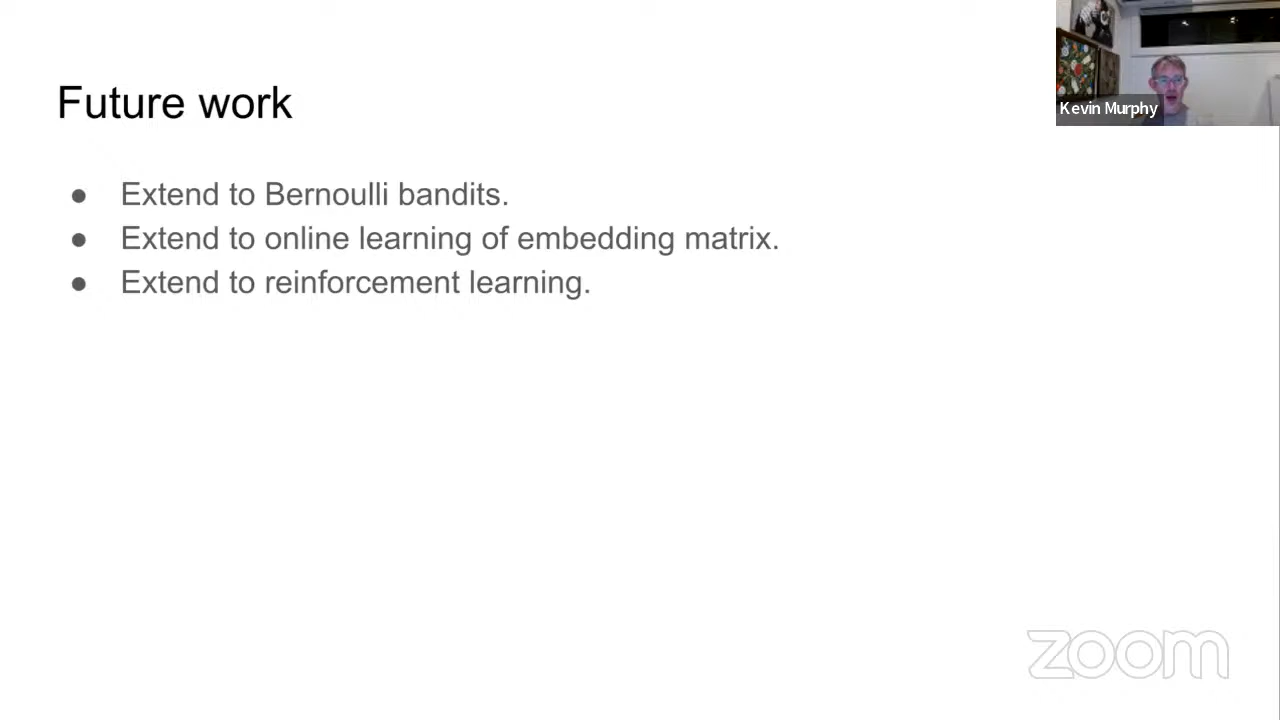 Future work
● Extend to Bernoulli bandits.
● Extend to online learning of embedding matrix.
● Extend to reinforcement learning.
Kevin Murphy
zoom